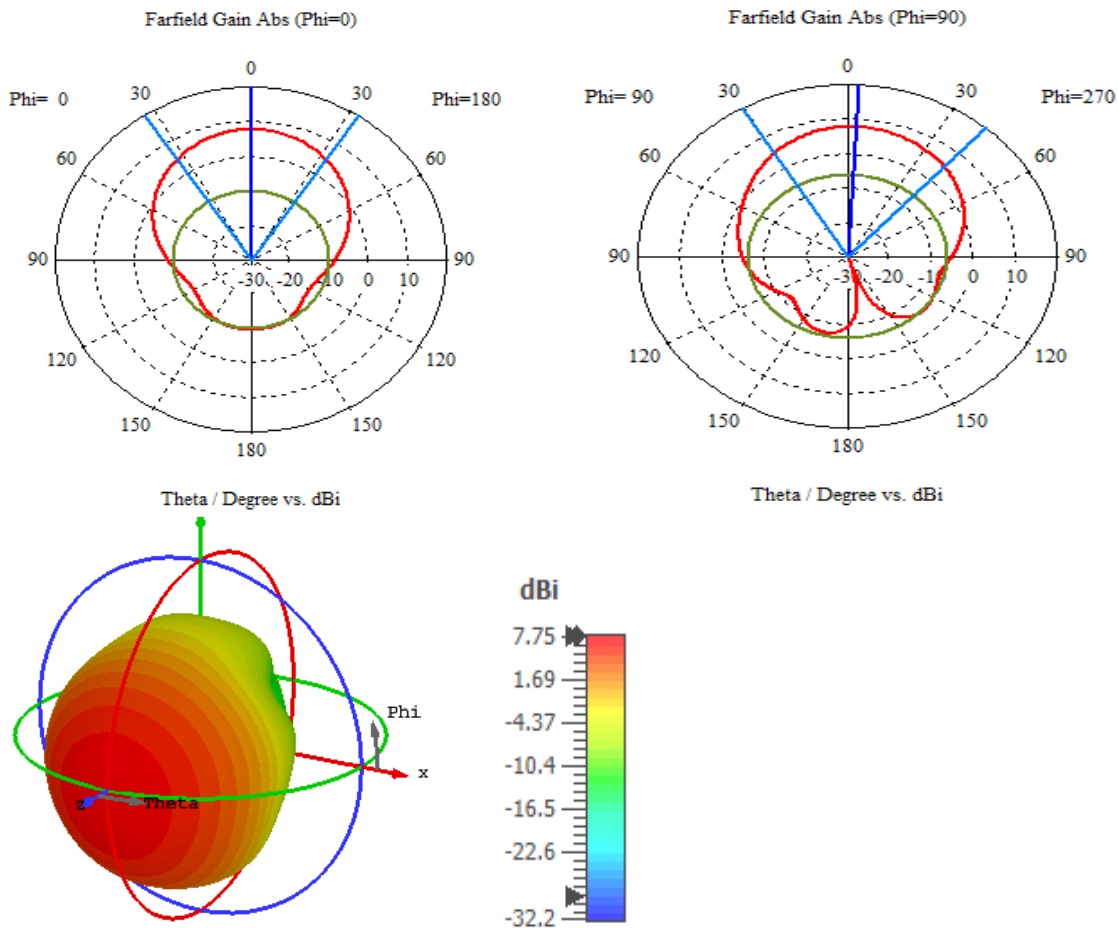 Farfield Gain Abs (Phi=0)
0
30 30
Phi= 0 Phi=180
60 60
90 -30 -20 -10 0 10 90
120 120
150 150
180
Theta / Degree vs. dBi
Farfield Gain Abs (Phi=90)
0
30 30
Phi= 90 Phi=270
60 60
90 -30 -20 -10 0 10 90
120 120
150 150
180
Theta / Degree vs. dBi
Phi
x
z Theta
dBi
7.75
1.69
-4.37
-10.4
-16.5
-22.6
-32.2